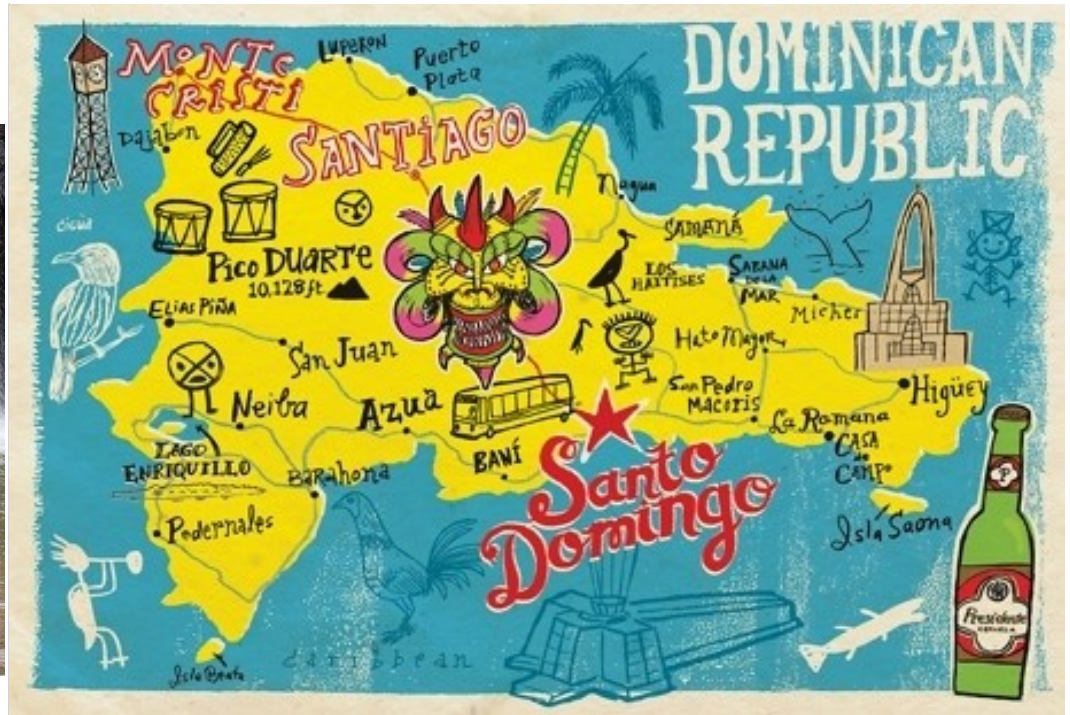 DOMINICAN
REPUBLIC
MONTE
CRISTI
LUPERON
Puerto
Plata
Dajabon
SANTIAGO
Nagua
SAMANÁ
PICO DUARTE
10,128 ft.
LOS
HAITISES
SABANA
DE LA
MAR
Micher
ELIAS PIÑA
San Juan
Hato Mayor
Neiba
Azua
San Pedro
MACORIS
Higüey
La Romana
CASA
de
CAMPO
LAGO
ENRIQUILLO
BANÍ
Barahona
Santo
Domingo
Pedernales
Isla Saona
P
Presidente
caribbean
Isla Beata